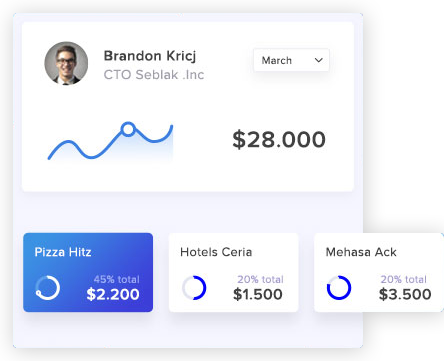 Brandon Kricj
CTO Seblak .Inc
March
$28.000
Pizza Hitz
45% total
$2.200
Hotels Ceria
20% total
$1.500
Mehasa Ack
20% total
$3.500